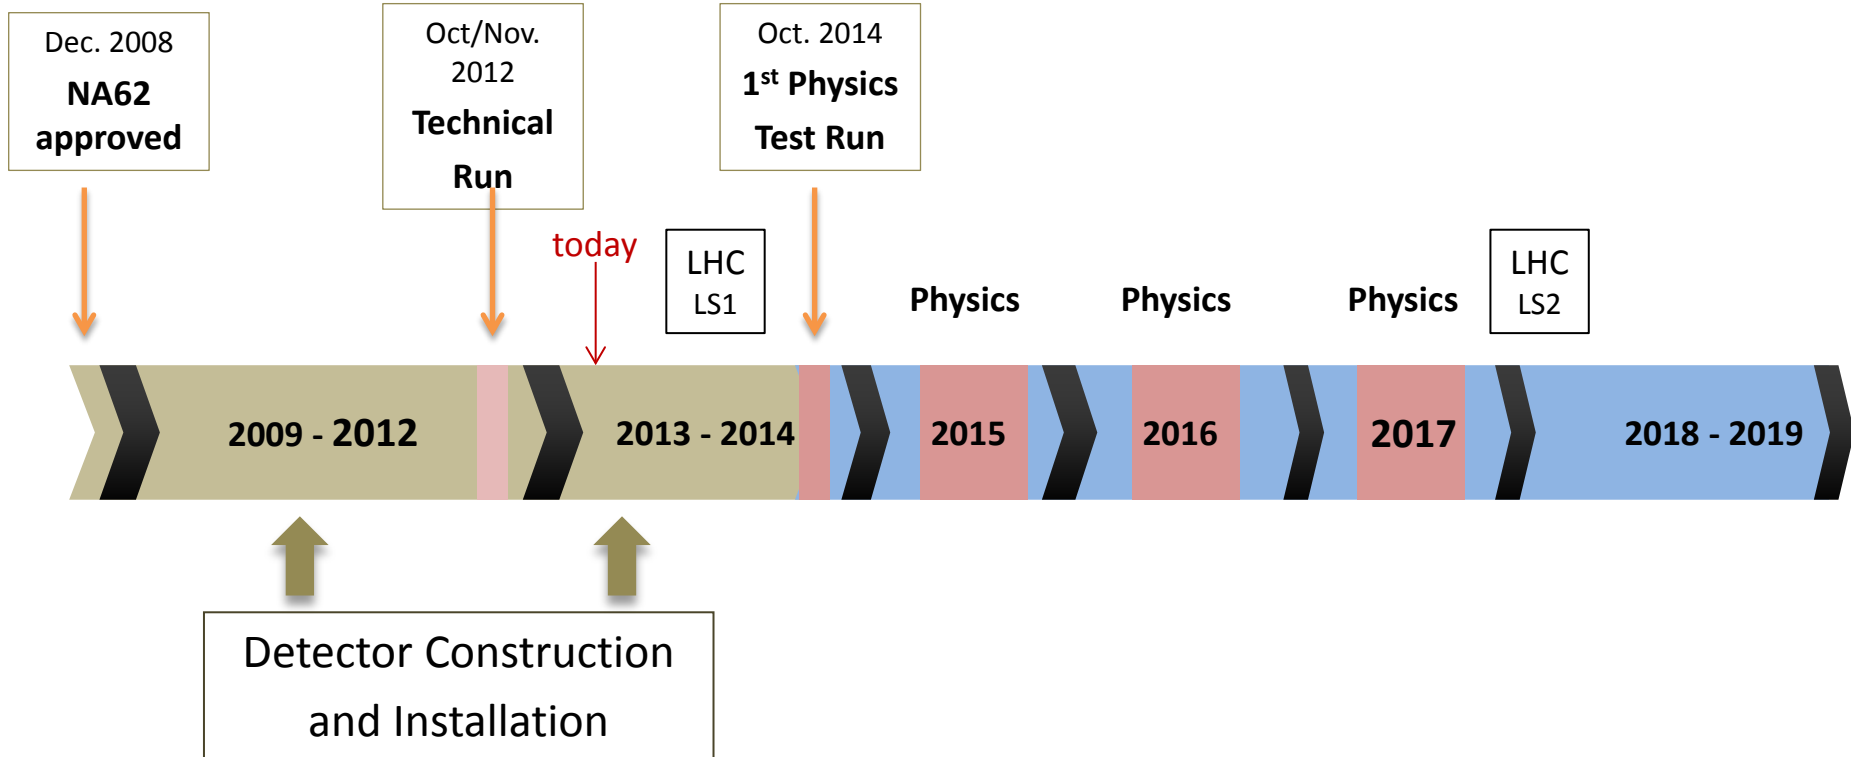 Dec. 2008
NA62
approved
Oct/Nov.
2012
Technical
Run
Oct. 2014
1st Physics
Test Run
today
LHC
LS1
Physics
Physics
Physics
LHC
LS2
2009 - 2012
2013 - 2014
2015
2016
2017
2018 - 2019
Detector Construction
and Installation